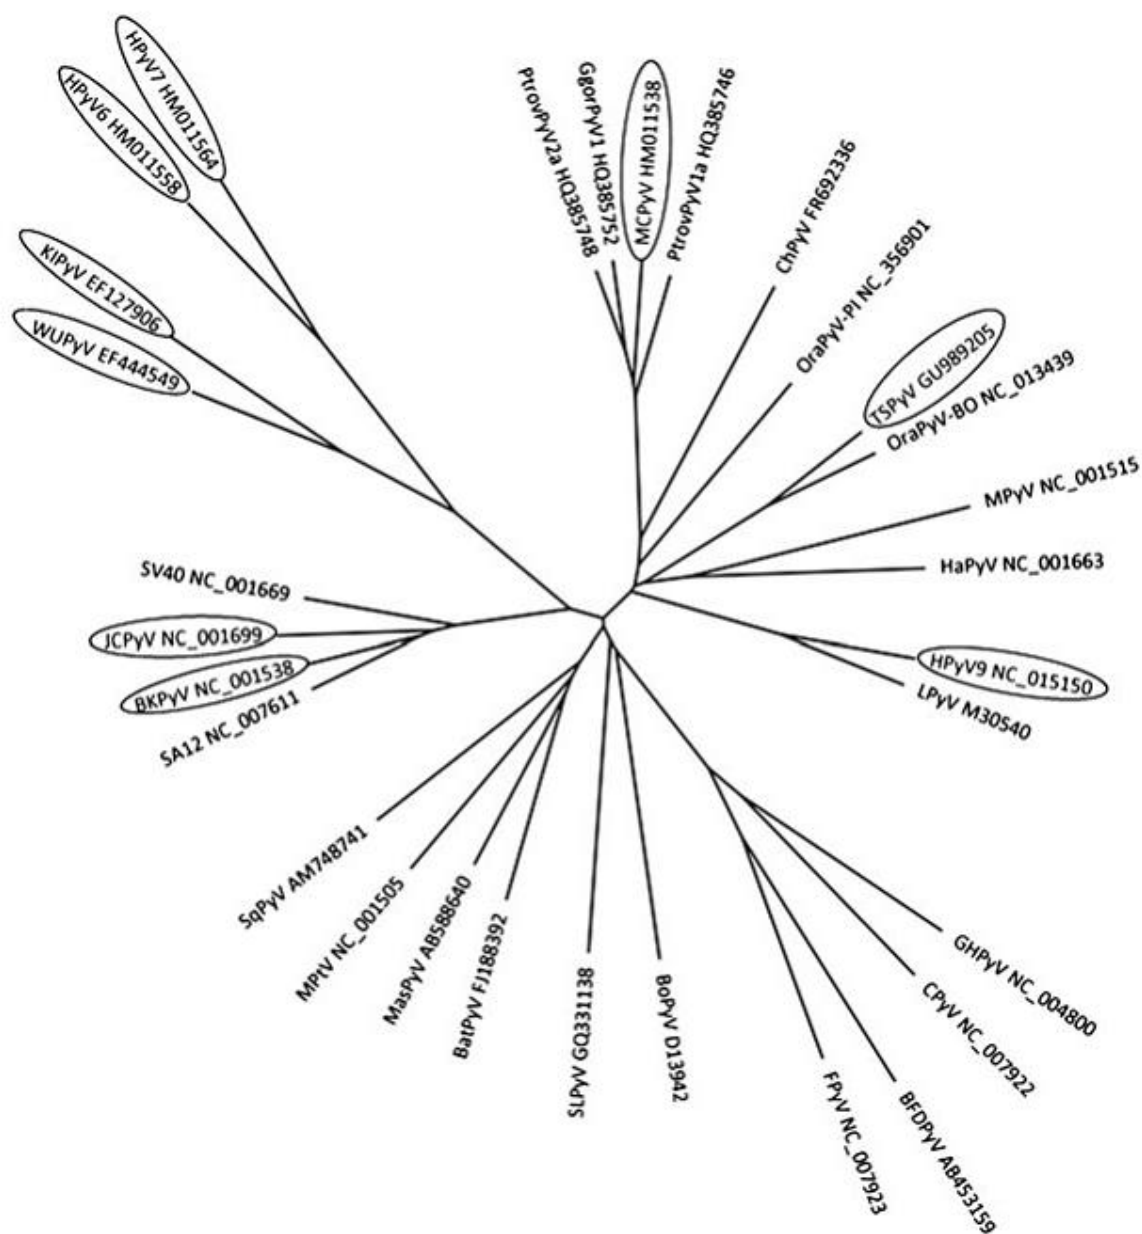 HPyV7 HM011564
HPyV6 HM011558
KIPyV EF127906
WUPyV EF444549
PtrovPyV2a HQ385748
GgorPyV1 HQ385752
MCPyV HM011538
PtrovPyV1a HQ385746
ChPyV FR692336
OraPyV-PI NC_356901
TSPyV GU989205
OraPyV-BO NC_013439
MPyV NC_001515
HaPyV NC_001663
HPyV9 NC_015150
LPyV M30540
SV40 NC_001669
JCPyV NC_001699
BKPyV NC_001538
SA12 NC_007611
SqPyV AM748741
MPtV NC_001505
MasPyV AB588640
BatPyV FJ188392
SLPyV GQ331138
BoPyV D13942
FPyV NC_007923
BFDPyV AB453159
CPyV NC_007922
GHPyV NC_004800